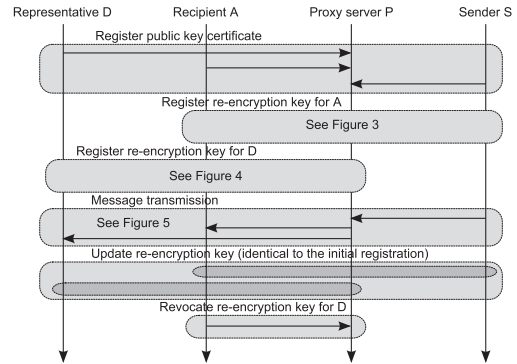 Representative D Recipient A Proxy server P Sender S
Register public key certificate
Register re-encryption key for A
See Figure 3
Register re-encryption key for D
See Figure 4
Message transmission
See Figure 5
Update re-encryption key (identical to the initial registration)
Revocate re-encryption key for D